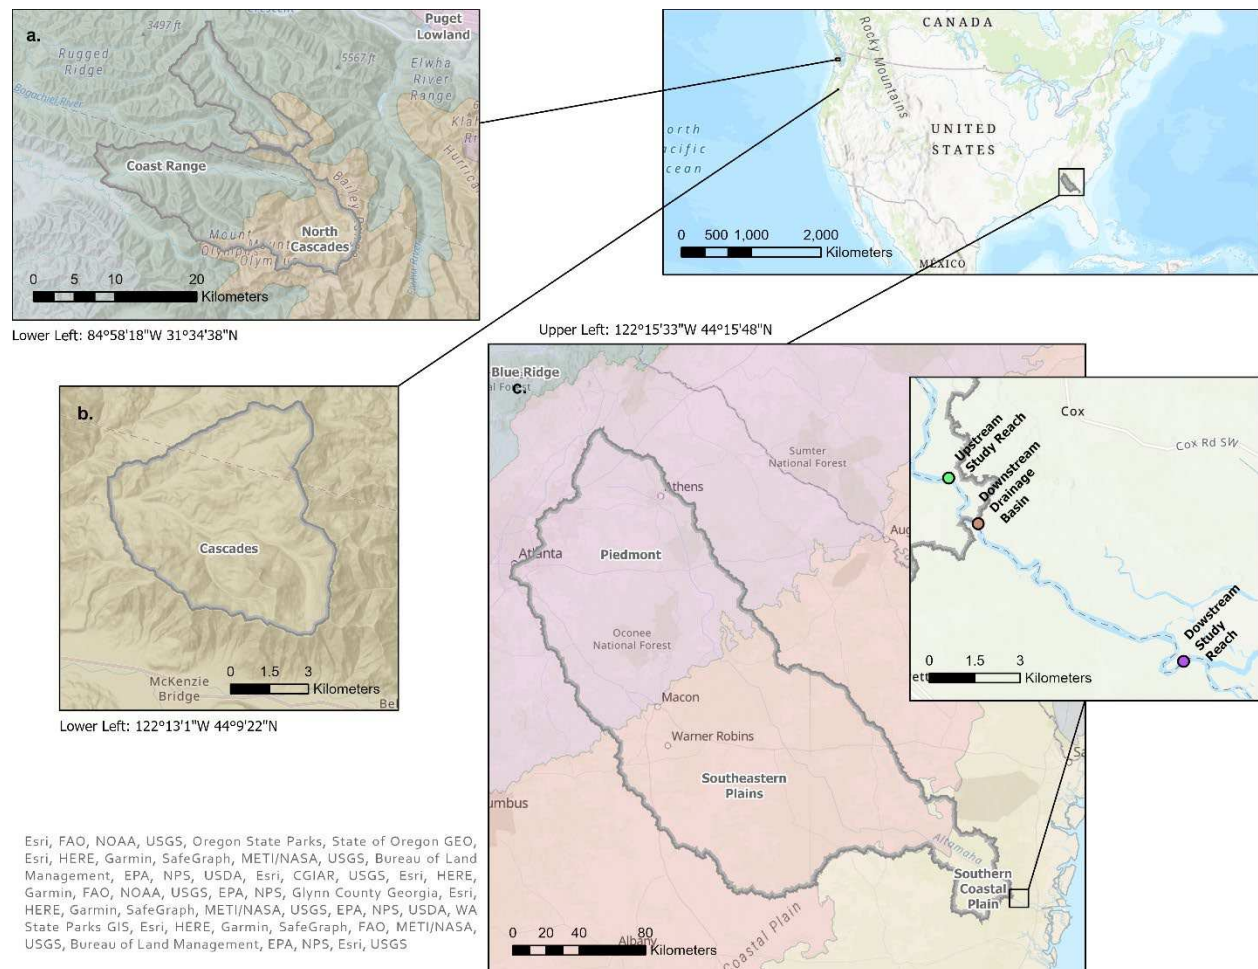 a.
3497 ft
Rugged
Ridge
Bogachiel River
5567 ft
Puget
Lowland
Elwha
River
Range
Coast Range
Bailey
Mount
Olympus
North
Cascades
0 5 10 20
Kilometers
Lower Left: 84°58'18"W 31°34'38"N
CANADA
Rocky Mountains
UNITED
STATES
MÉXICO
0 500 1,000 2,000
Kilometers
Upper Left: 122°15'33"W 44°15'48"N
b.
Cascades
McKenzie
Bridge
0 1.5 3
Kilometers
Lower Left: 122°13'1"W 44°9'22"N
c.
Blue Ridge
Sumter
National Forest
Athens
Atlanta
Piedmont
Oconee
National Forest
Macon
Warner Robins
Southeastern
Plains
Altamaha
Southern
Coastal
Plain
Coastal Plain
Albany
0 20 40 80
Kilometers
Cox
Cox Rd SW
Upstream
Study Reach
Downstream
Drainage
Basin
Dowstream
Study
Reach
0 1.5 3
Kilometers
Esri, FAO, NOAA, USGS, Oregon State Parks, State of Oregon GEO,
Esri, HERE, Garmin, SafeGraph, METI/NASA, USGS, Bureau of Land
Management, EPA, NPS, USDA, Esri, CGIAR, USGS, Esri, HERE,
Garmin, FAO, NOAA, USGS, EPA, NPS, Glynn County Georgia, Esri,
HERE, Garmin, SafeGraph, METI/NASA, USGS, EPA, NPS, USDA, WA
State Parks GIS, Esri, HERE, Garmin, SafeGraph, FAO, METI/NASA,
USGS, Bureau of Land Management, EPA, NPS, Esri, USGS